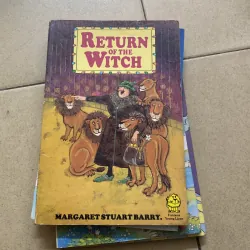 RETURN
OF THE
WITCH
MARGARET STUART BARRY.